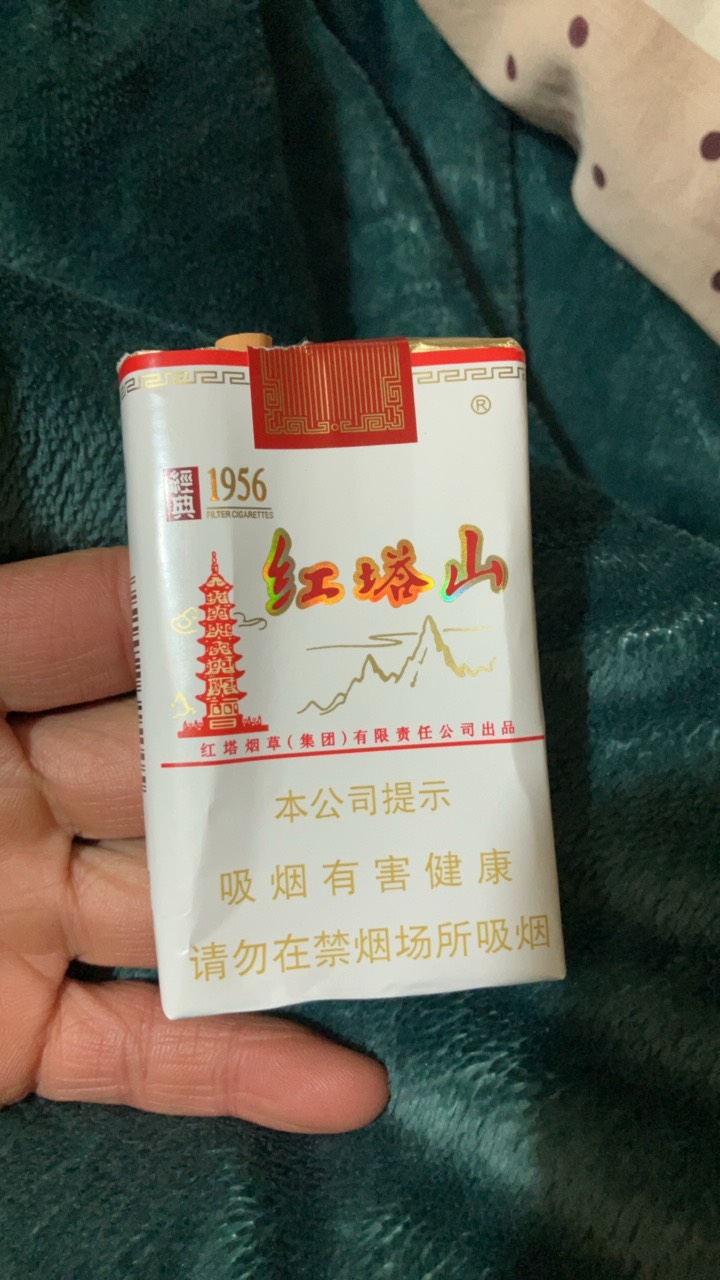 ®
經典
1956
FILTER CIGARETTES
红塔山
红塔烟草(集团)有限责任公司出品
本公司提示
吸烟有害健康
请勿在禁烟场所吸烟